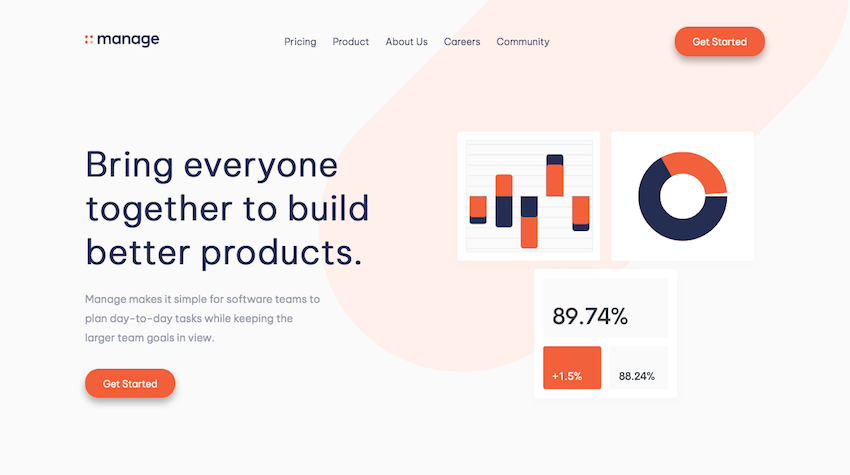 manage
Pricing Product About Us Careers Community
Get Started
Bring everyone
together to build
better products.
Manage makes it simple for software teams to
plan day-to-day tasks while keeping the
larger team goals in view.
Get Started
89.74%
+1.5%
88.24%